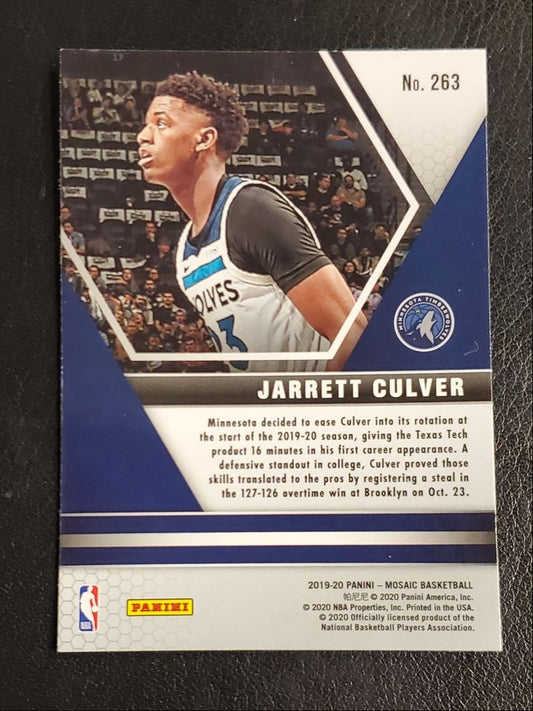 No. 263
WOLVES
23
MINNESOTA TIMBERWOLVES
JARRETT CULVER
Minnesota decided to ease Culver into its rotation at
the start of the 2019-20 season, giving the Texas Tech
product 16 minutes in his first career appearance. A
defensive standout in college, Culver proved those
skills translated to the pros by registering a steal in
the 127-126 overtime win at Brooklyn on Oct. 23.
2019-20 PANINI – MOSAIC BASKETBALL
帕尼尼 © 2020 Panini America, Inc.
© 2020 NBA Properties, Inc. Printed in the USA.
© 2020 Officially licensed product of the
National Basketball Players Association.
NBA
PANINI